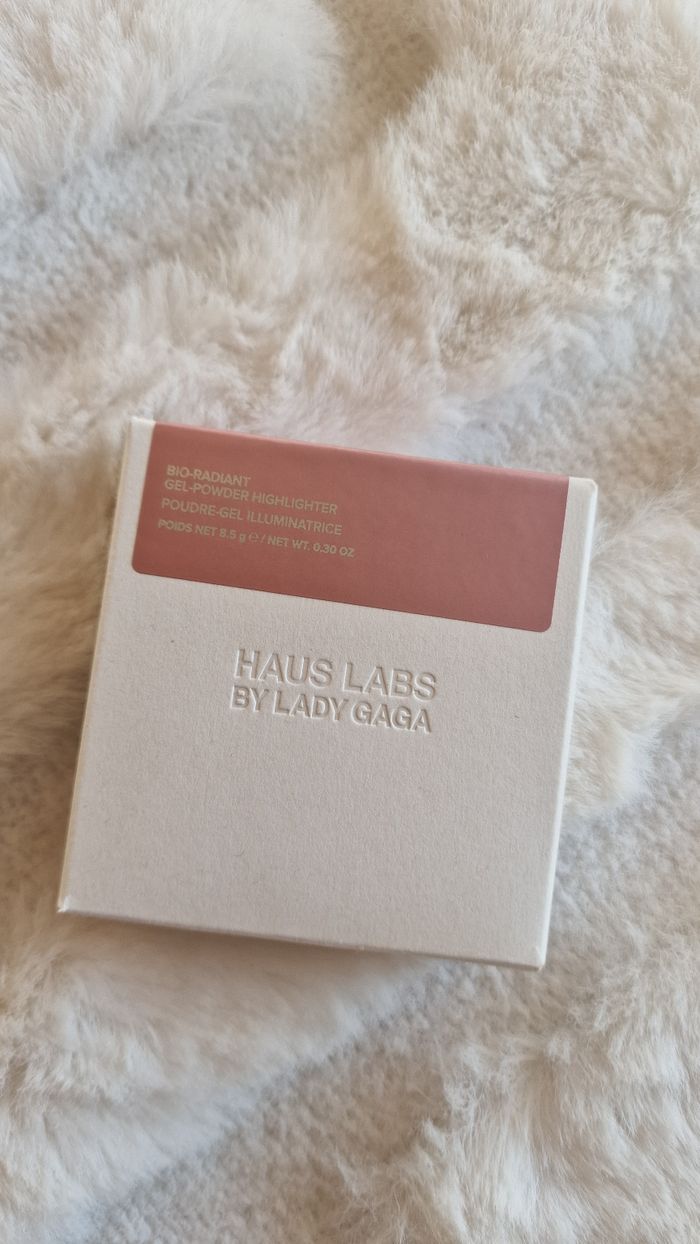 BIO-RADIANT
GEL-POWDER HIGHLIGHTER
POUDRE-GEL ILLUMINATRICE
POIDS NET 8.5 g ℮ / NET WT. 0.30 OZ
HAUS LABS
BY LADY GAGA